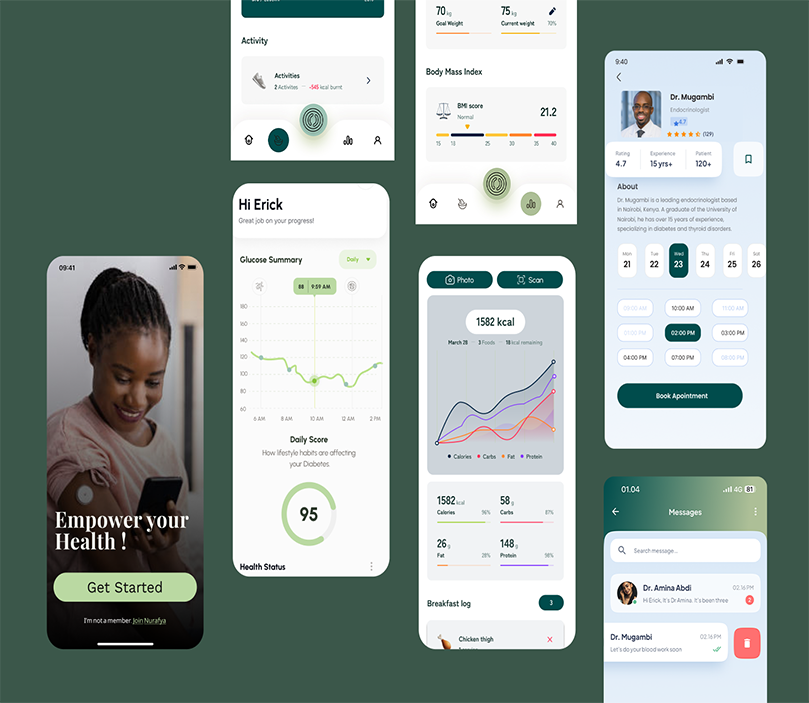 Activity
Activities
2 Activites - -545 kcal burnt
70 kg
75 kg
Goal Weight
Current weight 70%
Body Mass Index
BMI score
Normal
21.2
15 18 25 30 35 40
9:40
Dr. Mugambi
Endocrinologist
4.7
(129)
Rating Experience Patient
4.7 15 yrs+ 120+
About
Dr. Mugambi is a leading endocrinologist based
in Nairobi, Kenya. A graduate of the University of
Nairobi, he has over 15 years of experience,
specializing in diabetes and thyroid disorders.
Mon Tue Wed Thu Fri Sat
21 22 23 24 25 26
09:00 AM 10:00 AM 11:00 AM
01:00 PM 02:00 PM 03:00 PM
04:00 PM 07:00 PM 08:00 PM
Book Apointment
Hi Erick
Great job on your progress!
Glucose Summary
Daily
88 9:59 AM
180
160
140
120
100
80
60
6 AM 8 AM 10 AM 12 AM 2 PM
Daily Score
How lifestyle habits are affecting
your Diabetes.
95
Health Status
09:41
Empower your
Health !
Get Started
I'm not a member Join Nurafya
Photo Scan
1582 kcal
March 28 3 Foods - 18 kcal remaining
Calories Carbs Fat Protein
1582 kcal
58 g
Calories 96%
Carbs 87%
26 g
148 g
Fat 28%
Protein 98%
Breakfast log
3
Chicken thigh
01.04
4G 81
Messages
Search message...
Dr. Amina Abdi 02.16 PM
Hi Erick, It's Dr Amina. It's been three
2
Dr. Mugambi 02:16 PM
Let's do your blood work soon